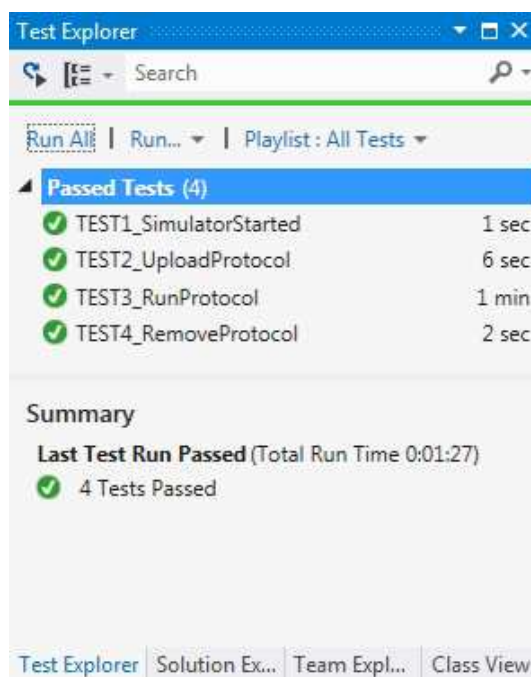 Test Explorer
Search
Run All | Run... | Playlist : All Tests
Passed Tests (4)
TEST1_SimulatorStarted 1 sec
TEST2_UploadProtocol 6 sec
TEST3_RunProtocol 1 min
TEST4_RemoveProtocol 2 sec
Summary
Last Test Run Passed (Total Run Time 0:01:27)
4 Tests Passed
Test Explorer Solution Ex... Team Expl... Class View